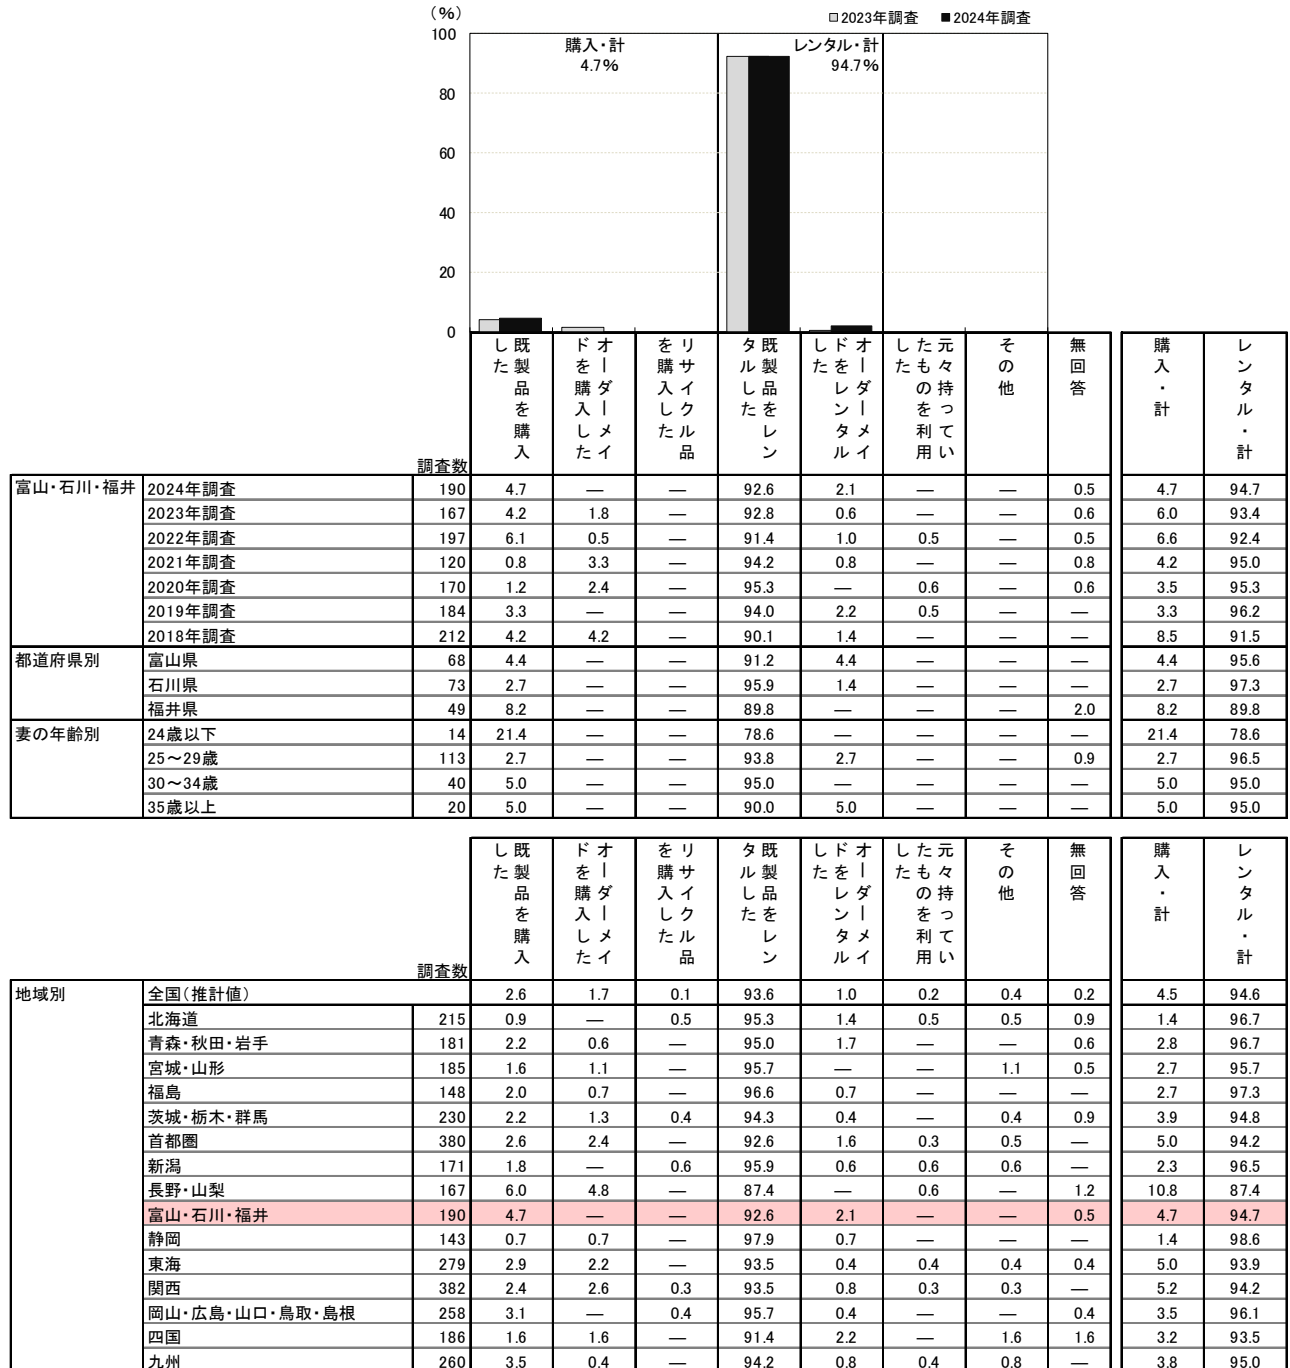 (%)
□2023年調査 ■2024年調査
100
80
60
40
20
0
購入・計
4.7%
レンタル・計
94.7%
調査数 既製品を購入した オーダーメイドを購入した リサイクル品を購入した 既製品をレンタルした オーダーメイドをレンタルした 元々持っていたものを利用した その他 無回答 購入・計 レンタル・計
富山・石川・福井 2024年調査 190 4.7 — — 92.6 2.1 — — 0.5 4.7 94.7
2023年調査 167 4.2 1.8 — 92.8 0.6 — — 0.6 6.0 93.4
2022年調査 197 6.1 0.5 — 91.4 1.0 0.5 — 0.5 6.6 92.4
2021年調査 120 0.8 3.3 — 94.2 0.8 — — 0.8 4.2 95.0
2020年調査 170 1.2 2.4 — 95.3 — 0.6 — 0.6 3.5 95.3
2019年調査 184 3.3 — — 94.0 2.2 0.5 — — 3.3 96.2
2018年調査 212 4.2 4.2 — 90.1 1.4 — — — 8.5 91.5
都道府県別 富山県 68 4.4 — — 91.2 4.4 — — — 4.4 95.6
石川県 73 2.7 — — 95.9 1.4 — — — 2.7 97.3
福井県 49 8.2 — — 89.8 — — — 2.0 8.2 89.8
妻の年齢別 24歳以下 14 21.4 — — 78.6 — — — — 21.4 78.6
25〜29歳 113 2.7 — — 93.8 2.7 — — 0.9 2.7 96.5
30〜34歳 40 5.0 — — 95.0 — — — — 5.0 95.0
35歳以上 20 5.0 — — 90.0 5.0 — — — 5.0 95.0
調査数 既製品を購入した オーダーメイドを購入した リサイクル品を購入した 既製品をレンタルした オーダーメイドをレンタルした 元々持っていたものを利用した その他 無回答 購入・計 レンタル・計
地域別 全国(推計値) 2.6 1.7 0.1 93.6 1.0 0.2 0.4 0.2 4.5 94.6
北海道 215 0.9 — 0.5 95.3 1.4 0.5 0.5 0.9 1.4 96.7
青森・秋田・岩手 181 2.2 0.6 — 95.0 1.7 — — 0.6 2.8 96.7
宮城・山形 185 1.6 1.1 — 95.7 — — 1.1 0.5 2.7 95.7
福島 148 2.0 0.7 — 96.6 0.7 — — — 2.7 97.3
茨城・栃木・群馬 230 2.2 1.3 0.4 94.3 0.4 — 0.4 0.9 3.9 94.8
首都圏 380 2.6 2.4 — 92.6 1.6 0.3 0.5 — 5.0 94.2
新潟 171 1.8 — 0.6 95.9 0.6 0.6 0.6 — 2.3 96.5
長野・山梨 167 6.0 4.8 — 87.4 — 0.6 — 1.2 10.8 87.4
富山・石川・福井 190 4.7 — — 92.6 2.1 — — 0.5 4.7 94.7
静岡 143 0.7 0.7 — 97.9 0.7 — — — 1.4 98.6
東海 279 2.9 2.2 — 93.5 0.4 0.4 0.4 0.4 5.0 93.9
関西 382 2.4 2.6 0.3 93.5 0.8 0.3 0.3 — 5.2 94.2
岡山・広島・山口・鳥取・島根 258 3.1 — 0.4 95.7 0.4 — — 0.4 3.5 96.1
四国 186 1.6 1.6 — 91.4 2.2 — 1.6 1.6 3.2 93.5
九州 260 3.5 0.4 — 94.2 0.8 0.4 0.8 — 3.8 95.0